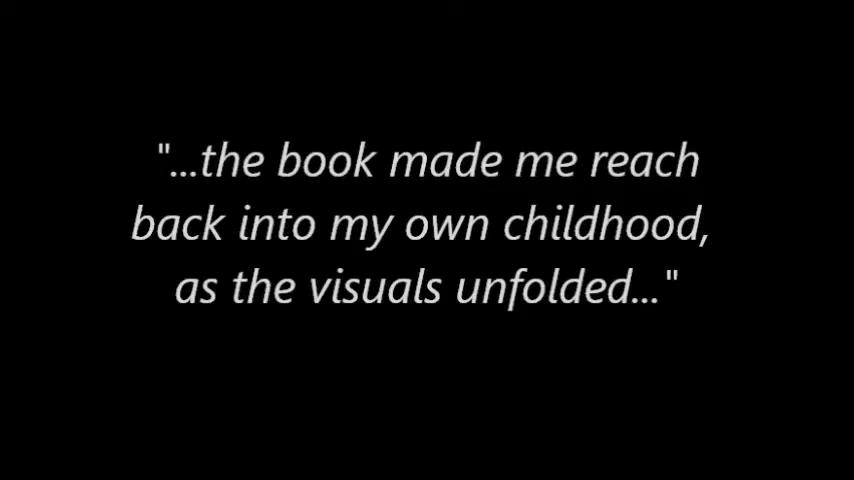 "...the book made me reach
back into my own childhood,
as the visuals unfolded..."